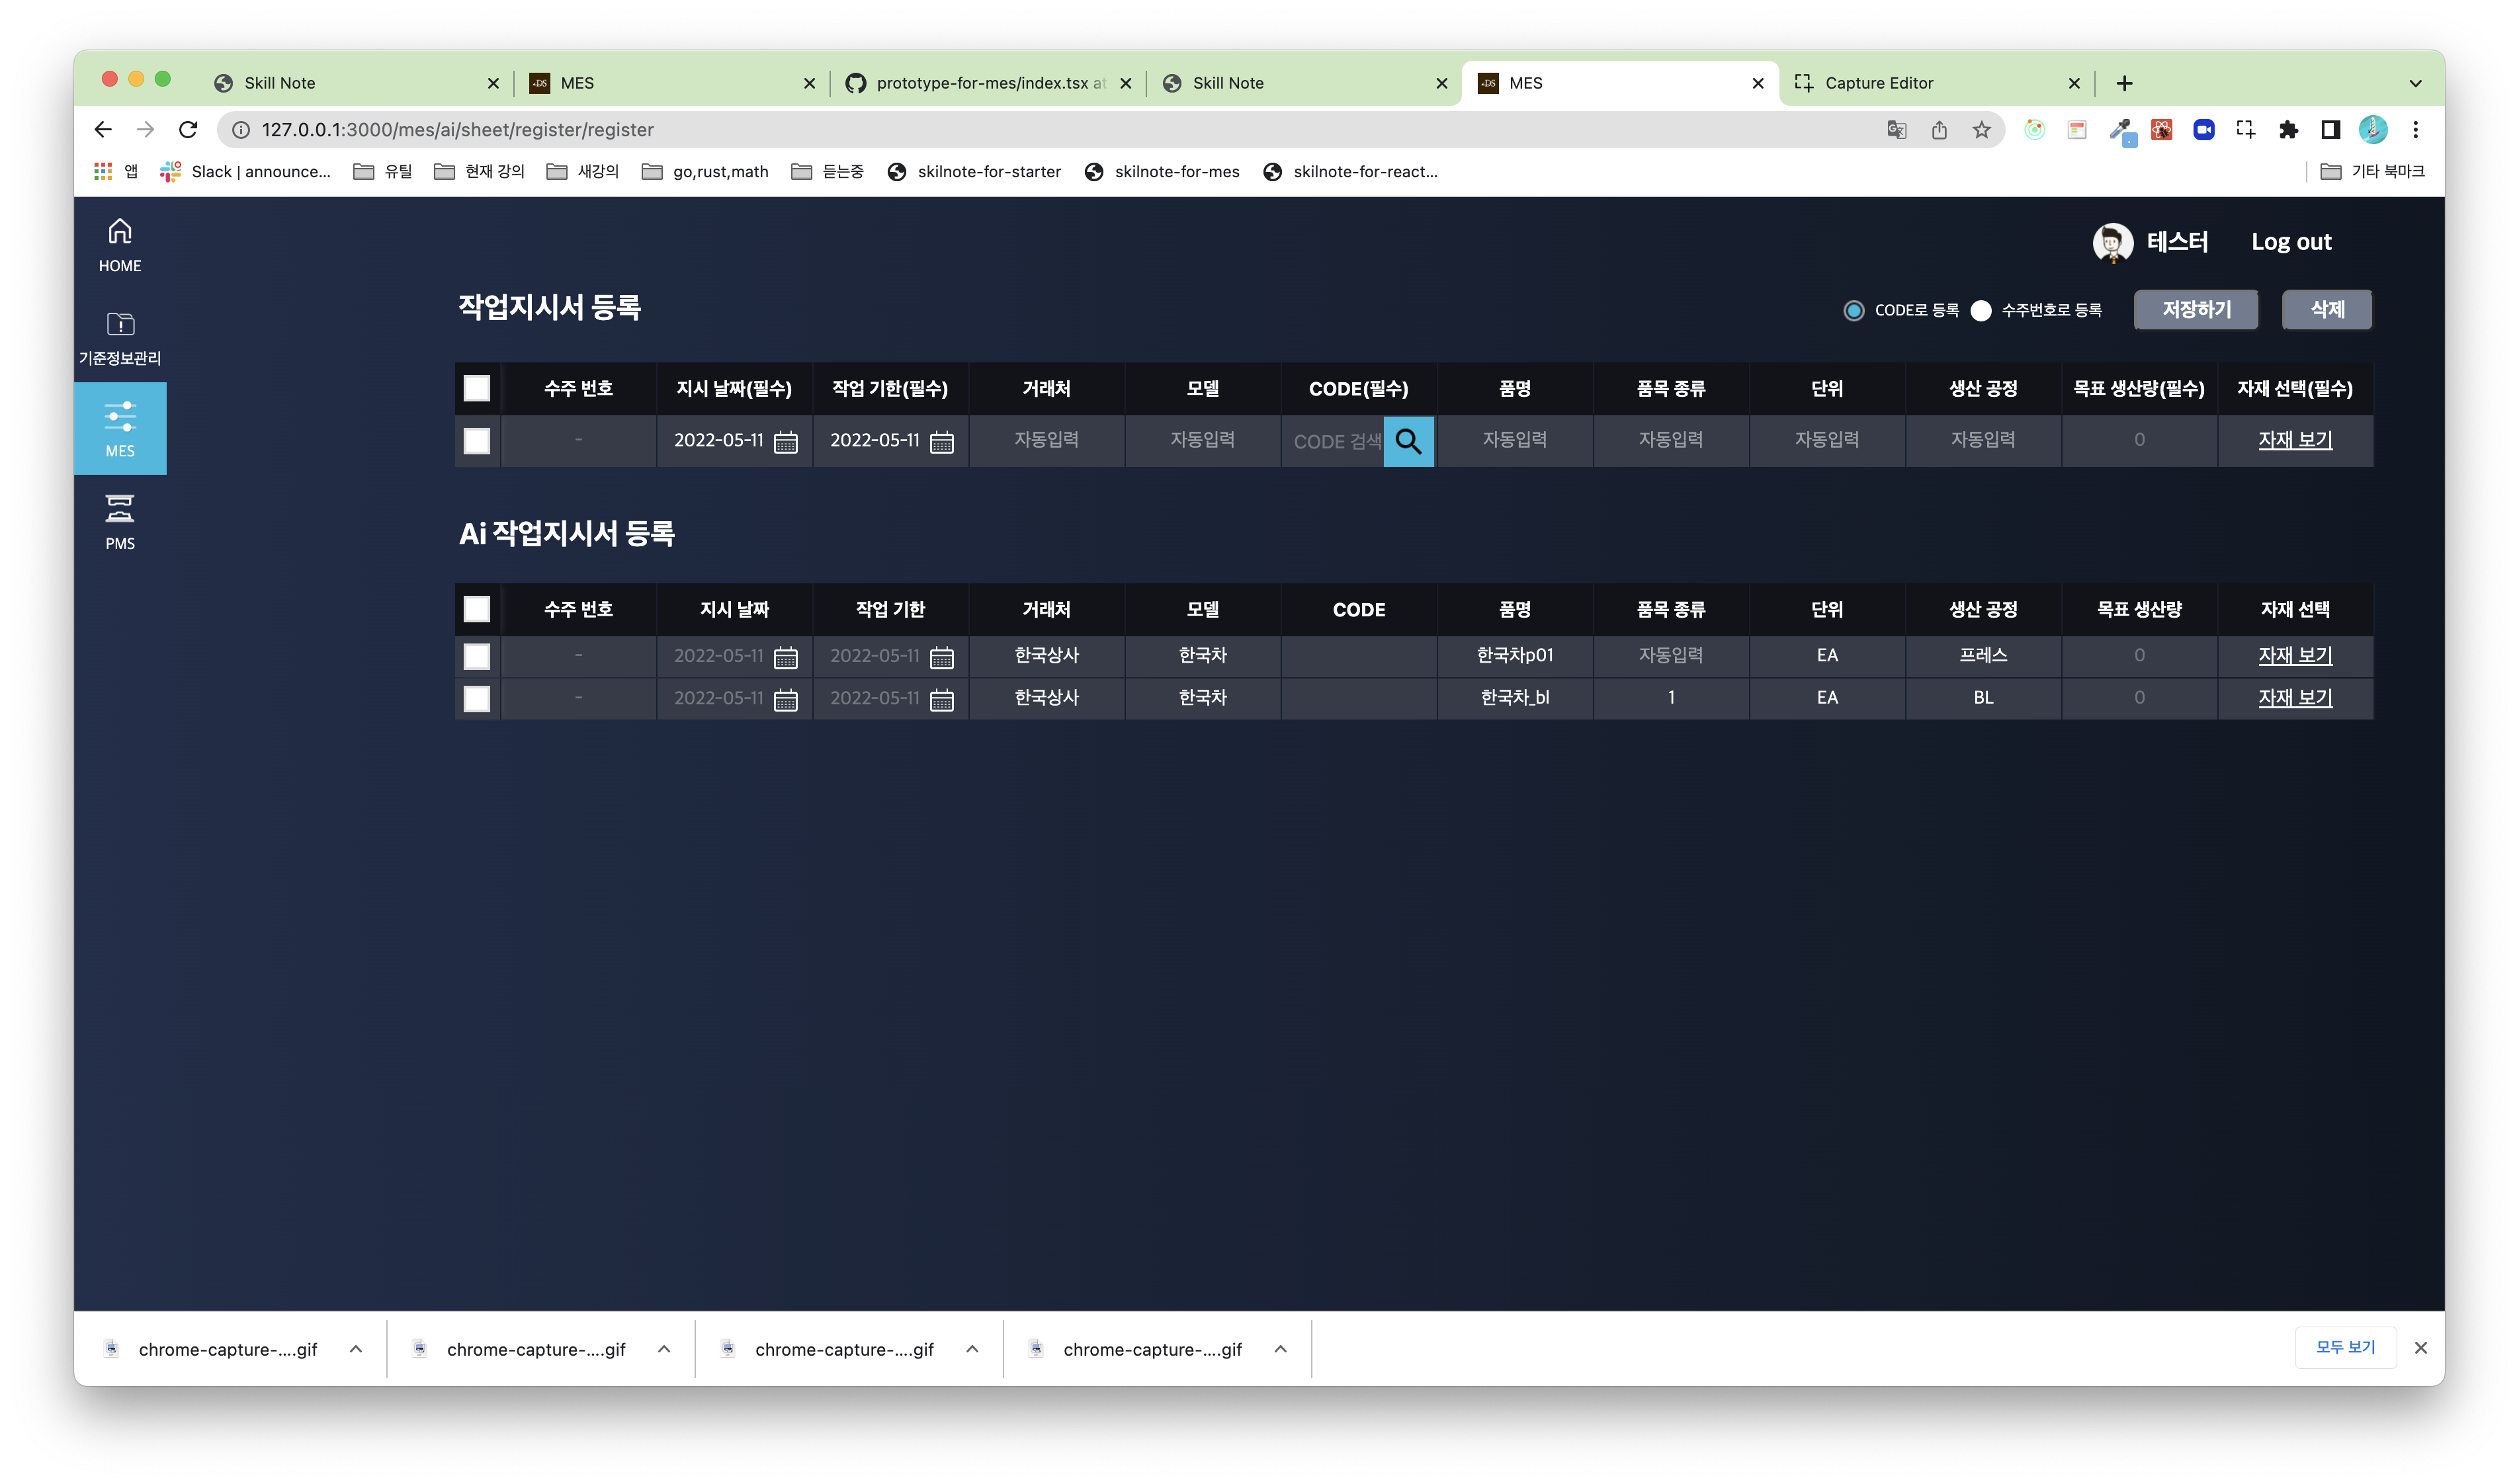 Skill Note
MES
prototype-for-mes/index.tsx at
Skill Note
MES
Capture Editor
127.0.0.1:3000/mes/ai/sheet/register/register
앱
Slack | announce...
유틸
현재 강의
새강의
go,rust,math
듣는중
skilnote-for-starter
skilnote-for-mes
skilnote-for-react...
기타 북마크
HOME
기준정보관리
MES
PMS
테스터 Log out
작업지시서 등록
CODE로 등록 수주번호로 등록 저장하기 삭제
수주 번호 지시 날짜(필수) 작업 기한(필수) 거래처 모델 CODE(필수) 품명 품목 종류 단위 생산 공정 목표 생산량(필수) 자재 선택(필수)
- 2022-05-11 2022-05-11 자동입력 자동입력 CODE 검색 자동입력 자동입력 자동입력 자동입력 0 자재 보기
Ai 작업지시서 등록
수주 번호 지시 날짜 작업 기한 거래처 모델 CODE 품명 품목 종류 단위 생산 공정 목표 생산량 자재 선택
- 2022-05-11 2022-05-11 한국상사 한국차 한국차p01 자동입력 EA 프레스 0 자재 보기
- 2022-05-11 2022-05-11 한국상사 한국차 한국차_bl 1 EA BL 0 자재 보기
chrome-capture-....gif
chrome-capture-....gif
chrome-capture-....gif
chrome-capture-....gif
모두 보기